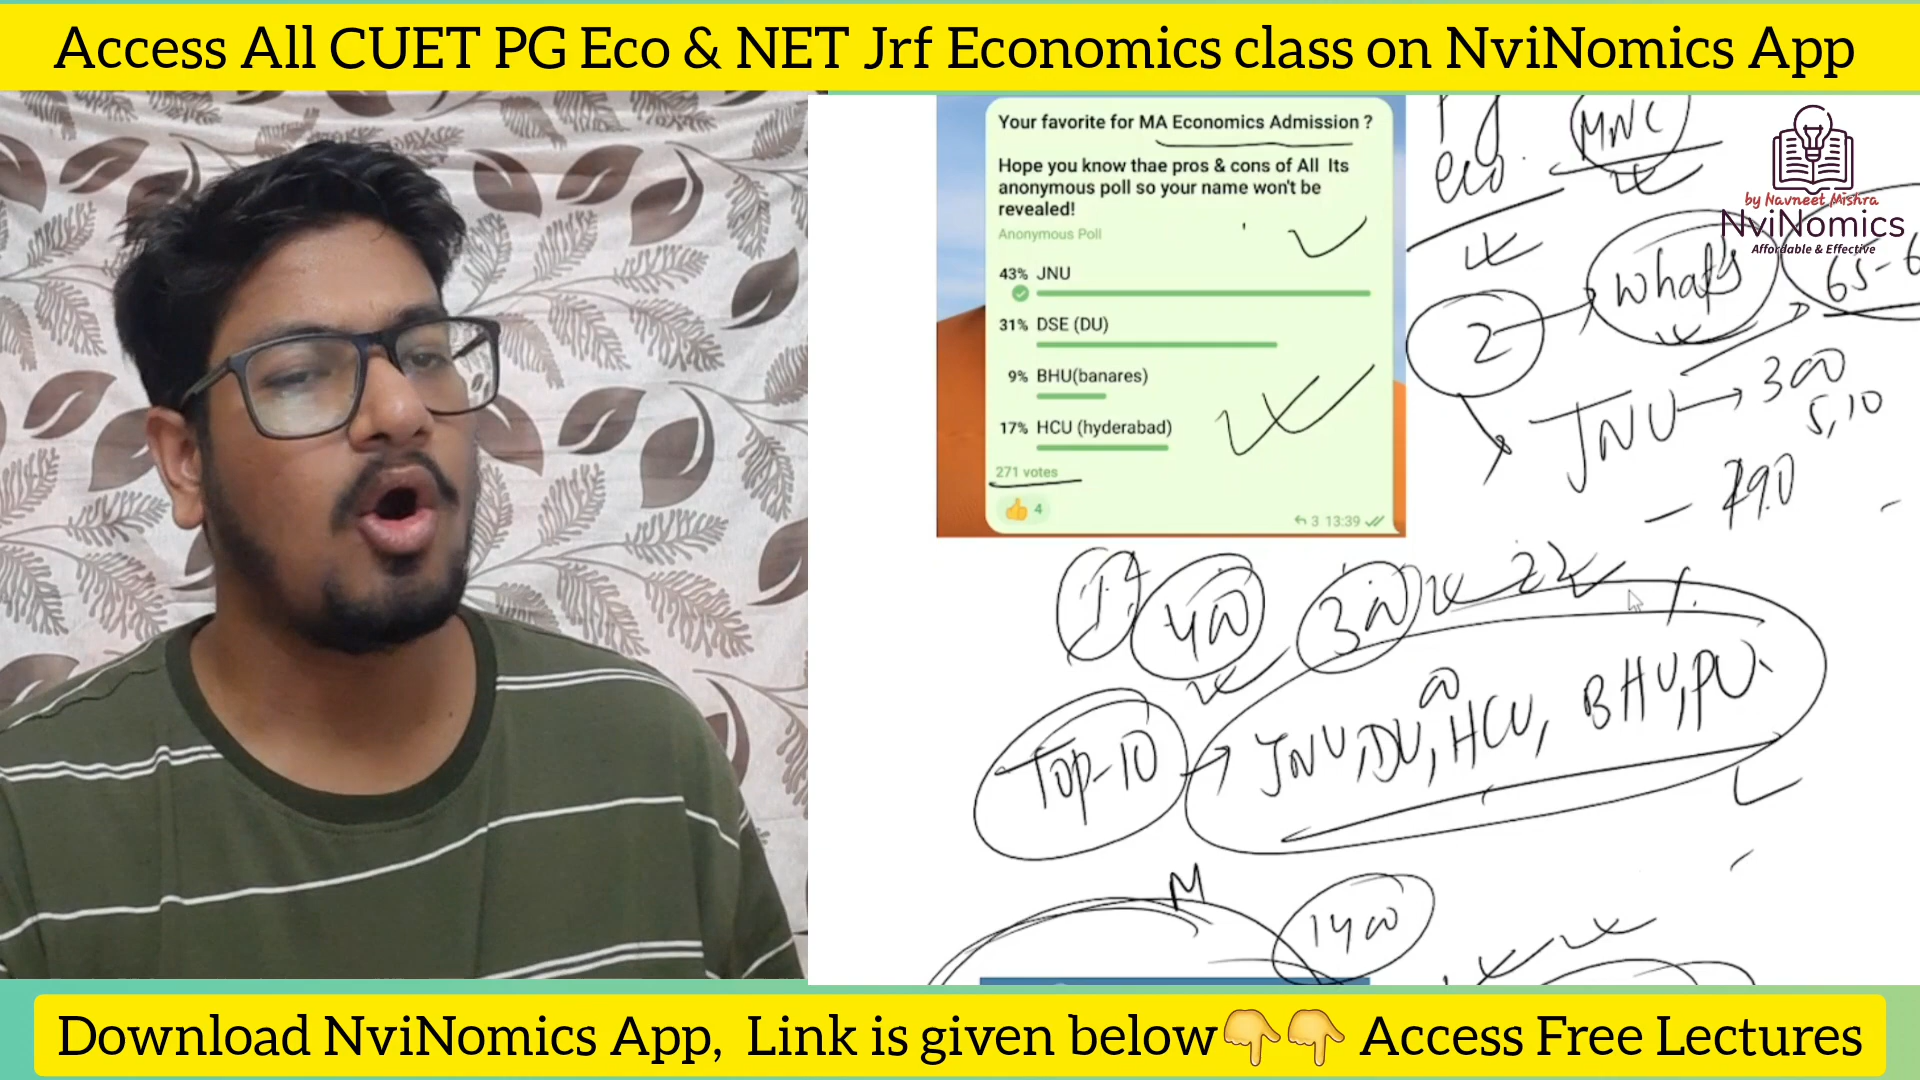 Access All CUET PG Eco & NET Jrf Economics class on NviNomics App
Your favorite for MA Economics Admission ?
Hope you know thae pros & cons of All Its
anonymous poll so your name won't be
revealed!
Anonymous Poll
43% JNU
31% DSE (DU)
9% BHU(banares)
17% HCU (hyderabad)
271 votes
👍 4
3 13:39
eco
MNC
by Navneet Mishra
NviNomics
Affordable & Effective
2
65-6
JNU
5,10
Top-10
JNU, DU, HCU, BHU, PU
M
Download NviNomics App, Link is given below👇👇 Access Free Lectures